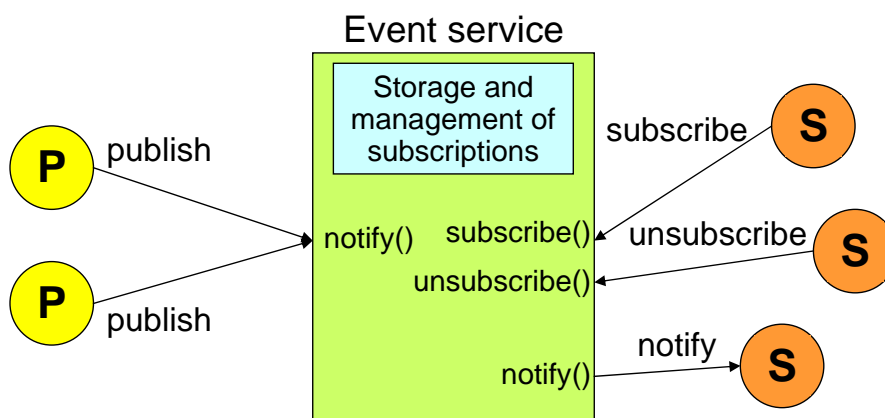 Event service
Storage and
management of
subscriptions
P
publish
P
publish
notify()
subscribe()
unsubscribe()
notify()
subscribe
S
unsubscribe
S
notify
S